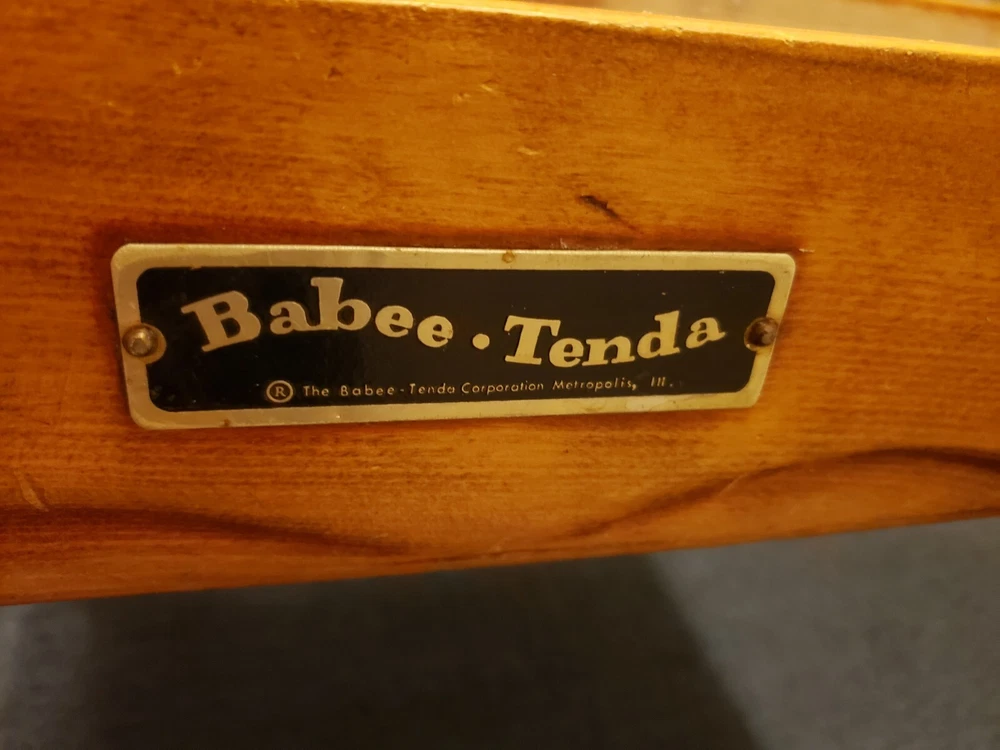 Babee · Tenda
® The Babee-Tenda Corporation Metropolis, Ill.